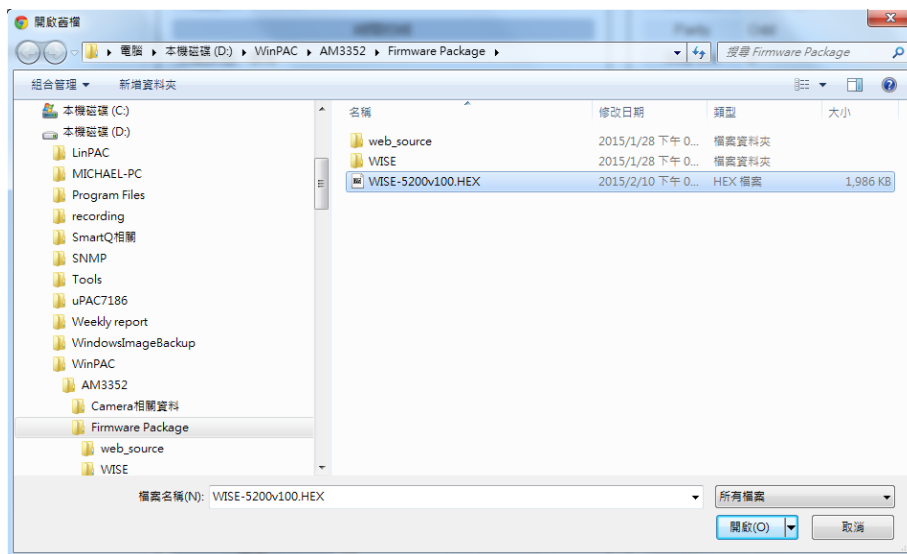 開啟舊檔
電腦 本機磁碟 (D:) WinPAC AM3352 Firmware Package 搜尋 Firmware Package
組合管理 新增資料夾
本機磁碟 (C:)
本機磁碟 (D:)
LinPAC
MICHAEL-PC
Program Files
recording
SmartQ相關
SNMP
Tools
uPAC7186
Weekly report
WindowsImageBackup
WinPAC
AM3352
Camera相關資料
Firmware Package
web_source
WISE
名稱 修改日期 類型 大小
web_source 2015/1/28 下午 0... 檔案資料夾
WISE 2015/1/28 下午 0... 檔案資料夾
WISE-5200v100.HEX 2015/2/10 下午 0... HEX 檔案 1,986 KB
檔案名稱(N): WISE-5200v100.HEX 所有檔案
開啟(O) 取消